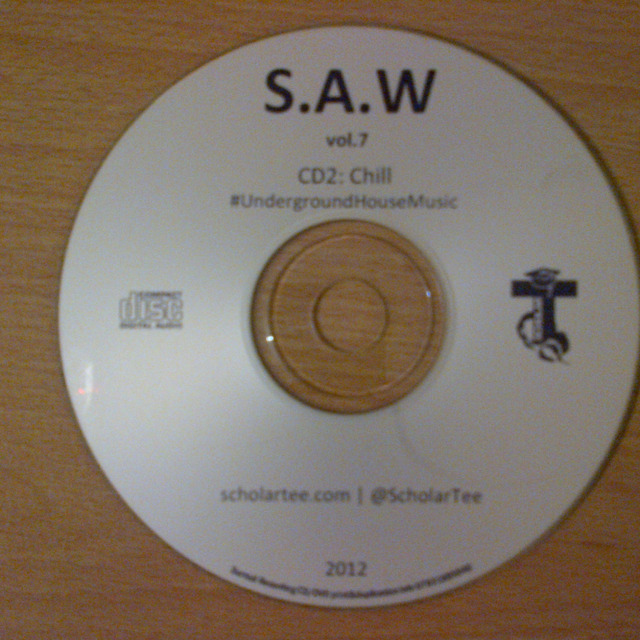 S.A.W
vol.7
CD2: Chill
#UndergroundHouseMusic
COMPACT
disc
DIGITAL AUDIO
T
scholartee.com | @ScholarTee
2012